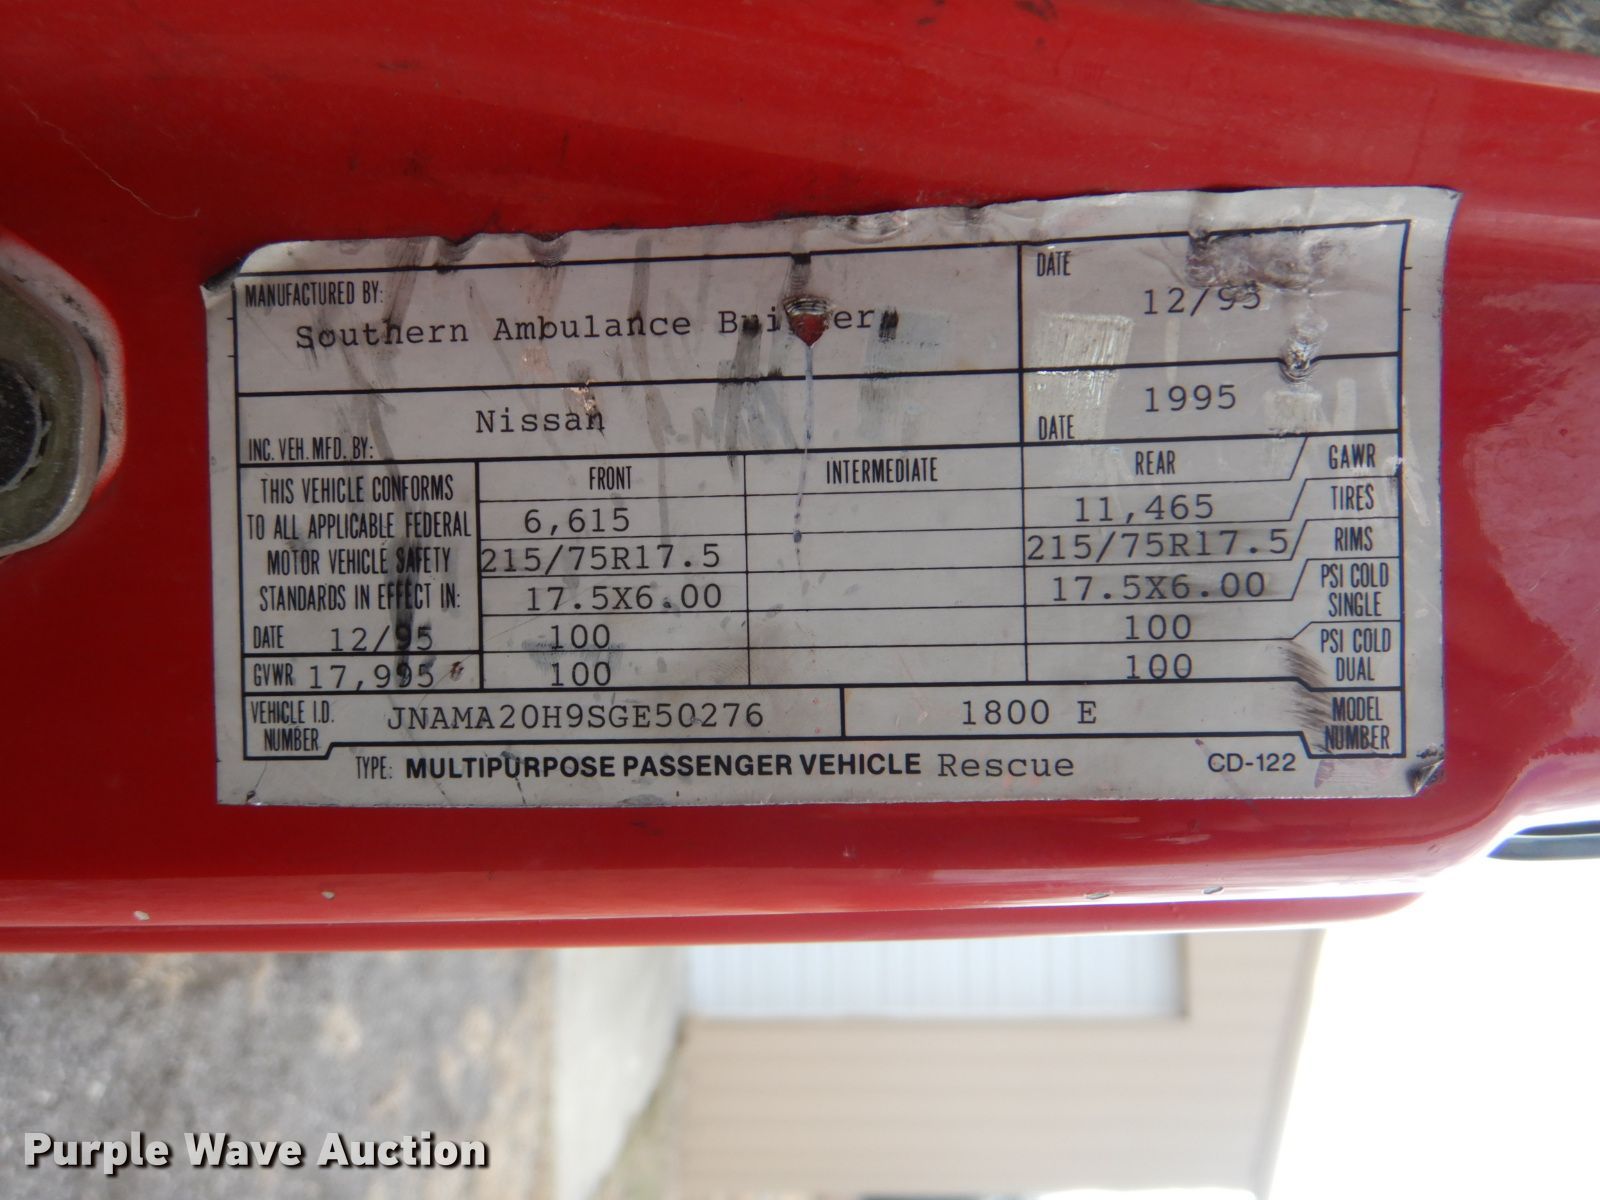 MANUFACTURED BY:
Southern Ambulance
DATE
12/95
INC. VEH. MFD. BY:
Nissan
DATE
1995
THIS VEHICLE CONFORMS
TO ALL APPLICABLE FEDERAL
MOTOR VEHICLE SAFETY
STANDARDS IN EFFECT IN:
DATE 12/95
GVWR 17,995
FRONT INTERMEDIATE REAR GAWR
6,615 11,465 TIRES
215/75R17.5 215/75R17.5 RIMS
17.5X6.00 17.5X6.00 PSI COLD SINGLE
100 100 PSI COLD DUAL
100 100
VEHICLE I.D. NUMBER JNAMA20H9SGE50276 1800 E MODEL NUMBER
TYPE: MULTIPURPOSE PASSENGER VEHICLE Rescue CD-122
Purple Wave Auction